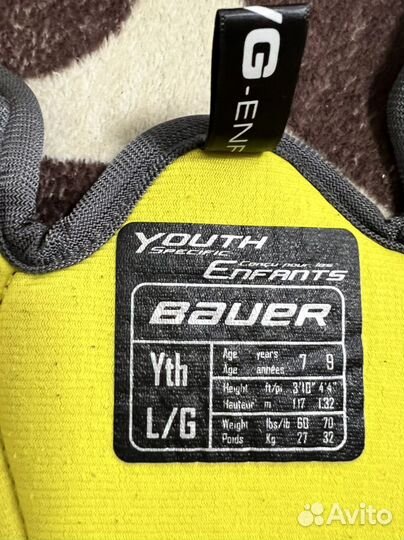 YG-ENF
YOUTH
SPECIFIC
Conçu pour les
ENFANTS
BAUER
Yth
L/G
Age years 7 9
Age années
Height ft/pi 3'10" 4'4"
Hauteur m 1.17 1.32
Weight lbs/lb 60 70
Poids Kg 27 32
Avito